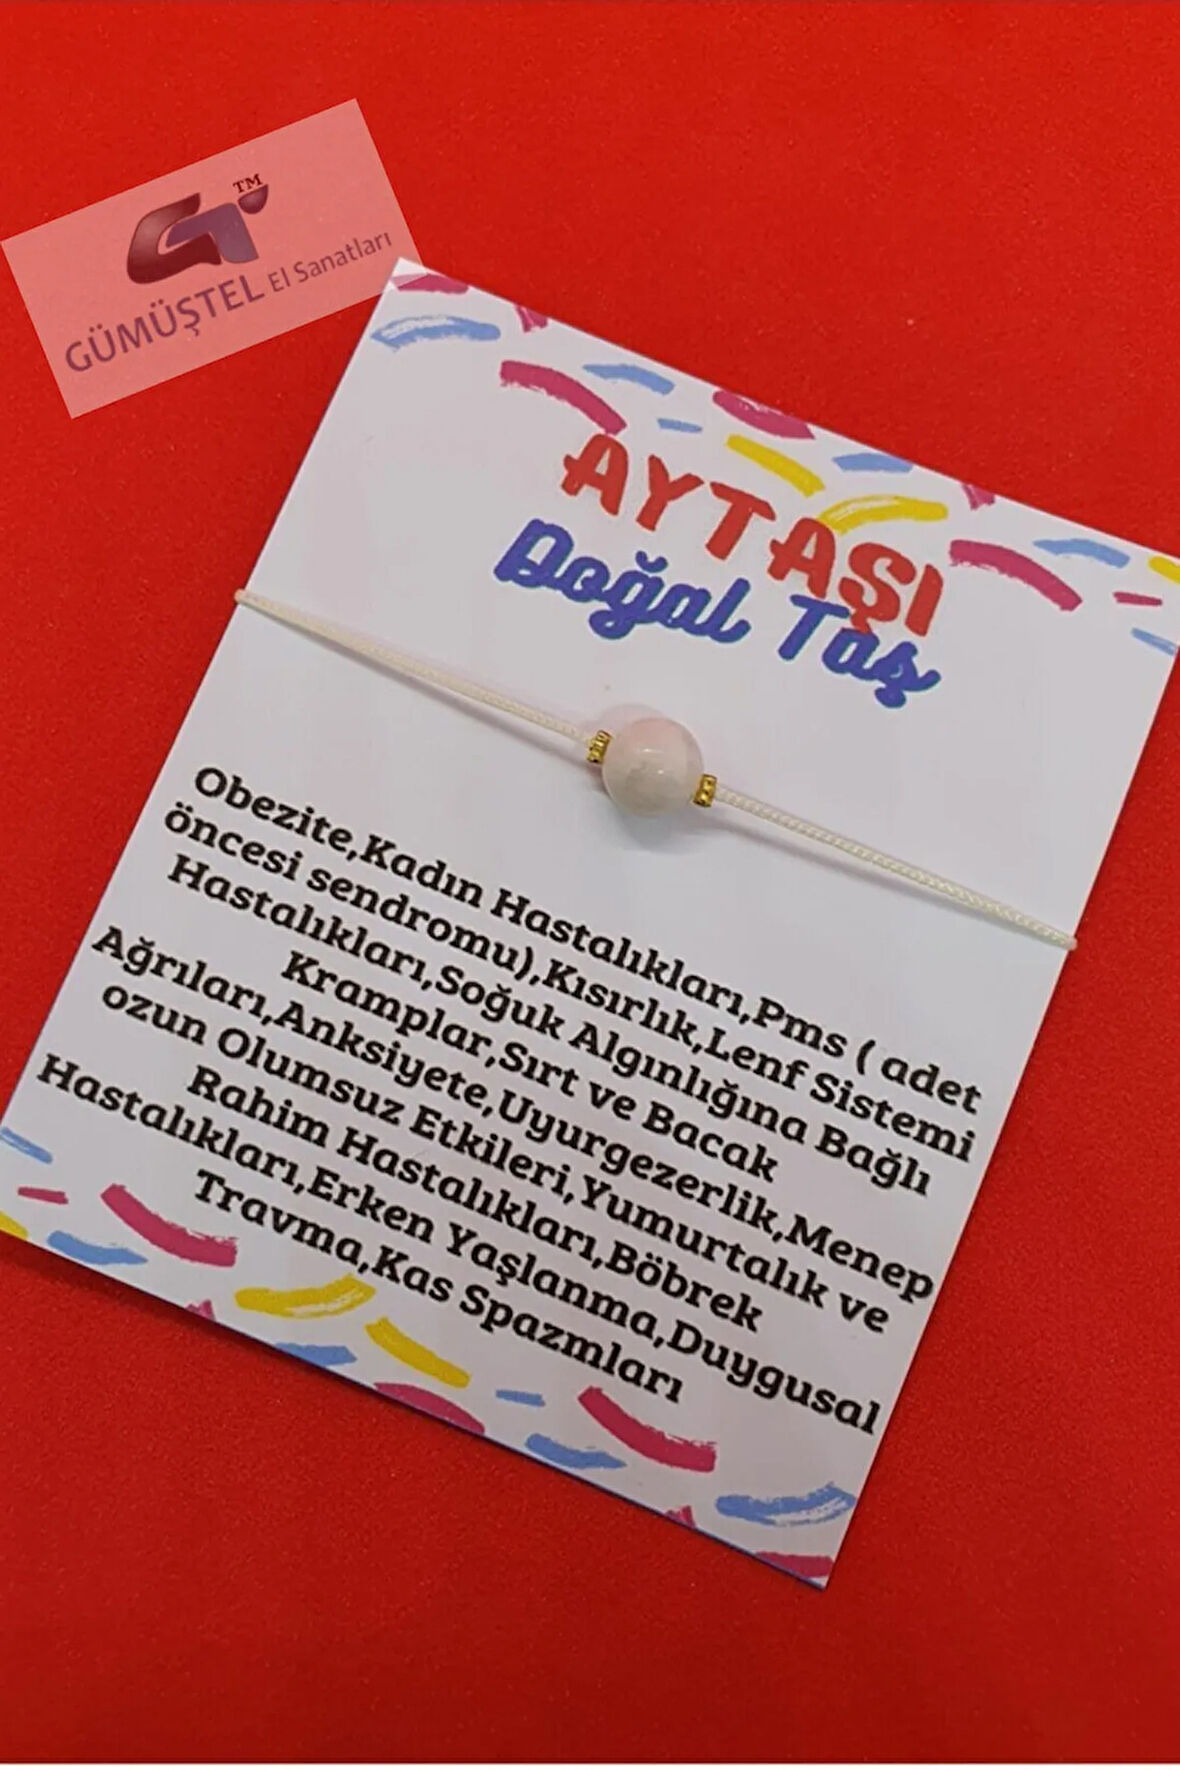 TM
GÜMÜŞTEL El Sanatları
AYTAŞI
Doğal Taş
Obezite,Kadın Hastalıkları,Pms ( adet
öncesi sendromu),Kısırlık,Lenf Sistemi
Hastalıkları,Soğuk Algınlığına Bağlı
Kramplar,Sırt ve Bacak
Ağrıları,Anksiyete,Uyurgezerlik,Menep
ozun Olumsuz Etkileri,Yumurtalık ve
Rahim Hastalıkları,Böbrek
Hastalıkları,Erken Yaşlanma,Duygusal
Travma,Kas Spazmları